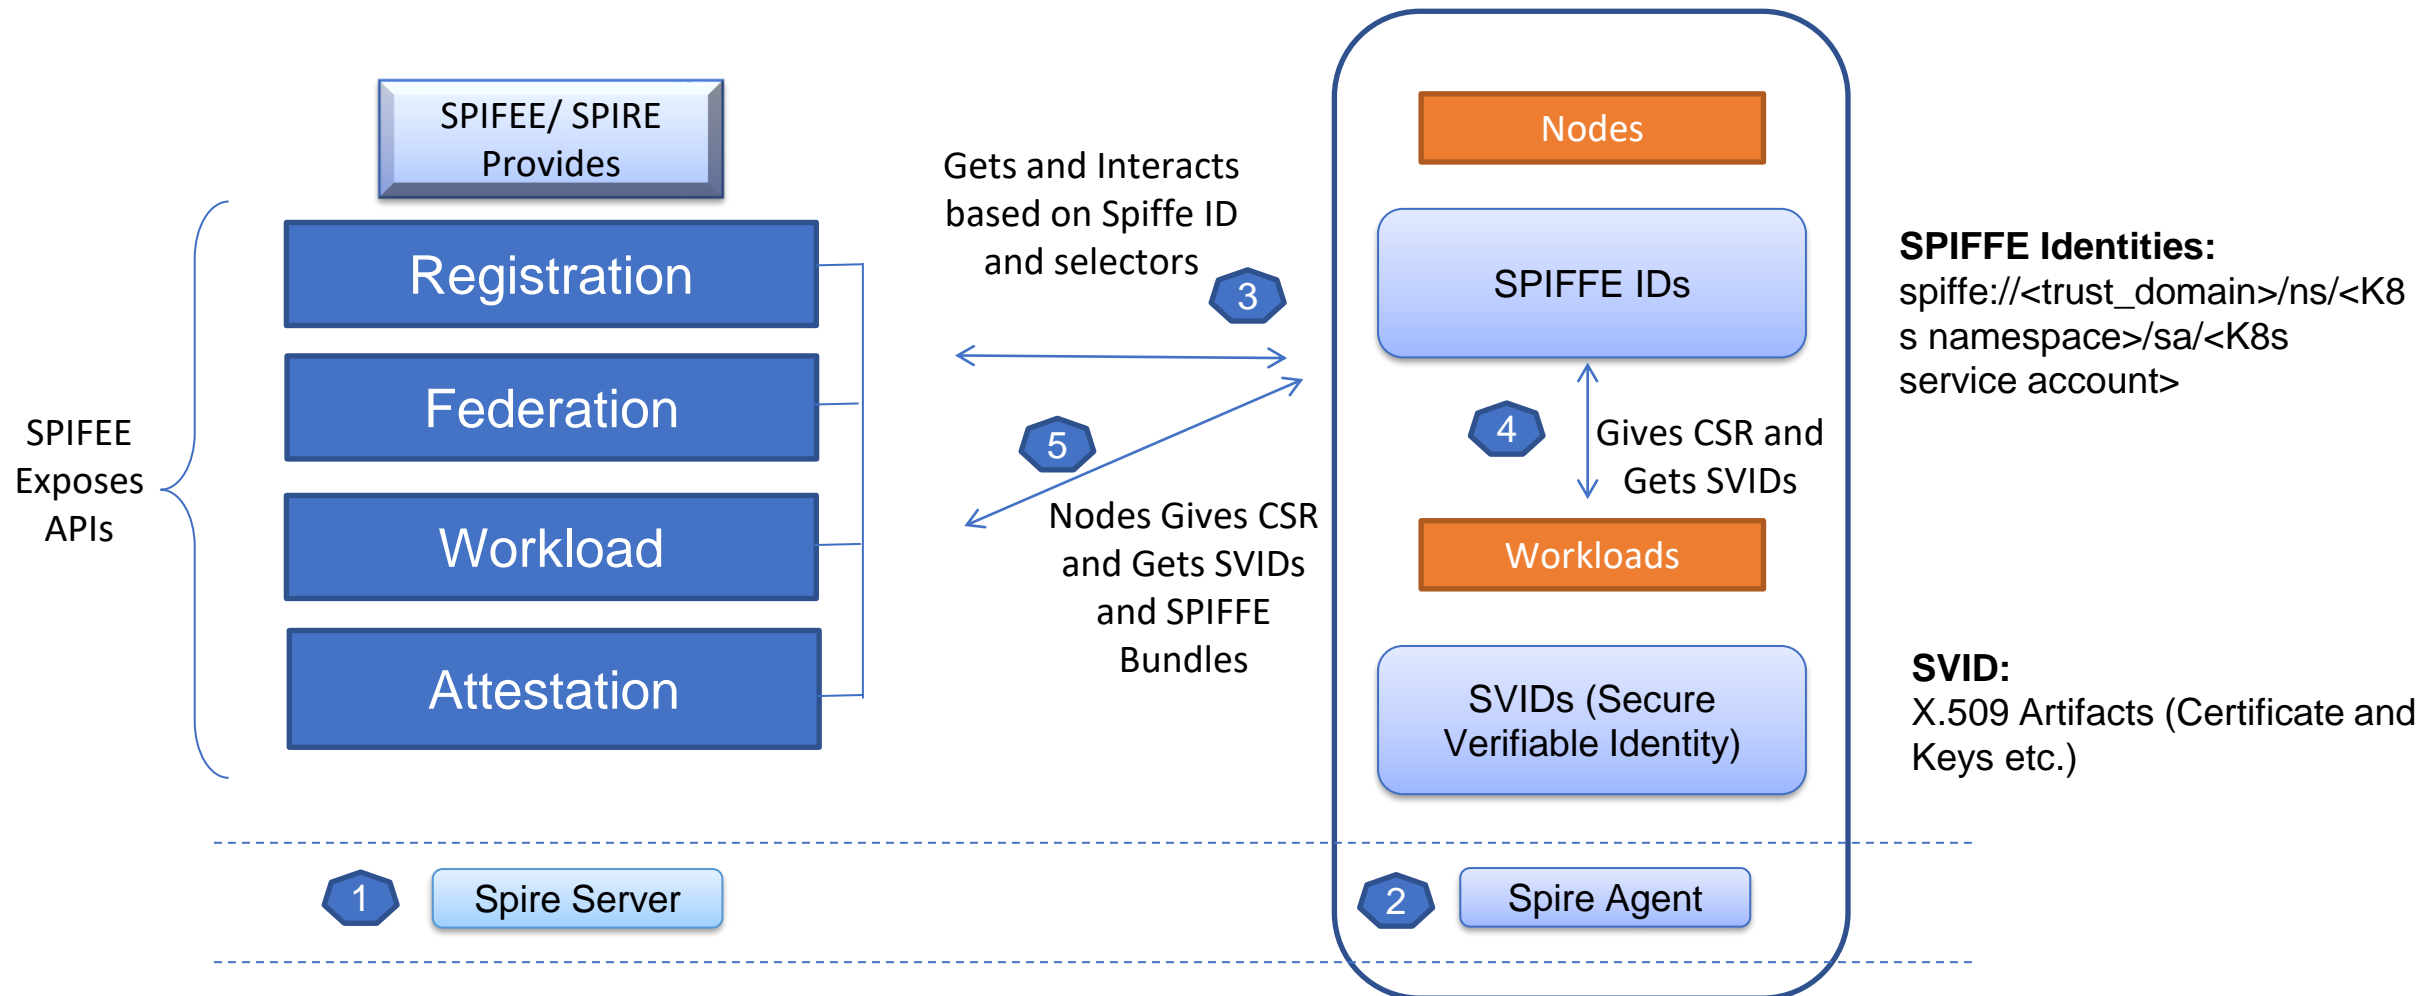 SPIFEE/ SPIRE
Provides
Registration
Federation
Workload
Attestation
SPIFEE
Exposes
APIs
Gets and Interacts
based on Spiffe ID
and selectors
3
5
Nodes Gives CSR
and Gets SVIDs
and SPIFFE
Bundles
Nodes
SPIFFE IDs
4
Gives CSR and
Gets SVIDs
Workloads
SVIDs (Secure
Verifiable Identity)
SPIFFE Identities:
spiffe://<trust_domain>/ns/<K8
s namespace>/sa/<K8s
service account>
SVID:
X.509 Artifacts (Certificate and
Keys etc.)
1
Spire Server
2
Spire Agent